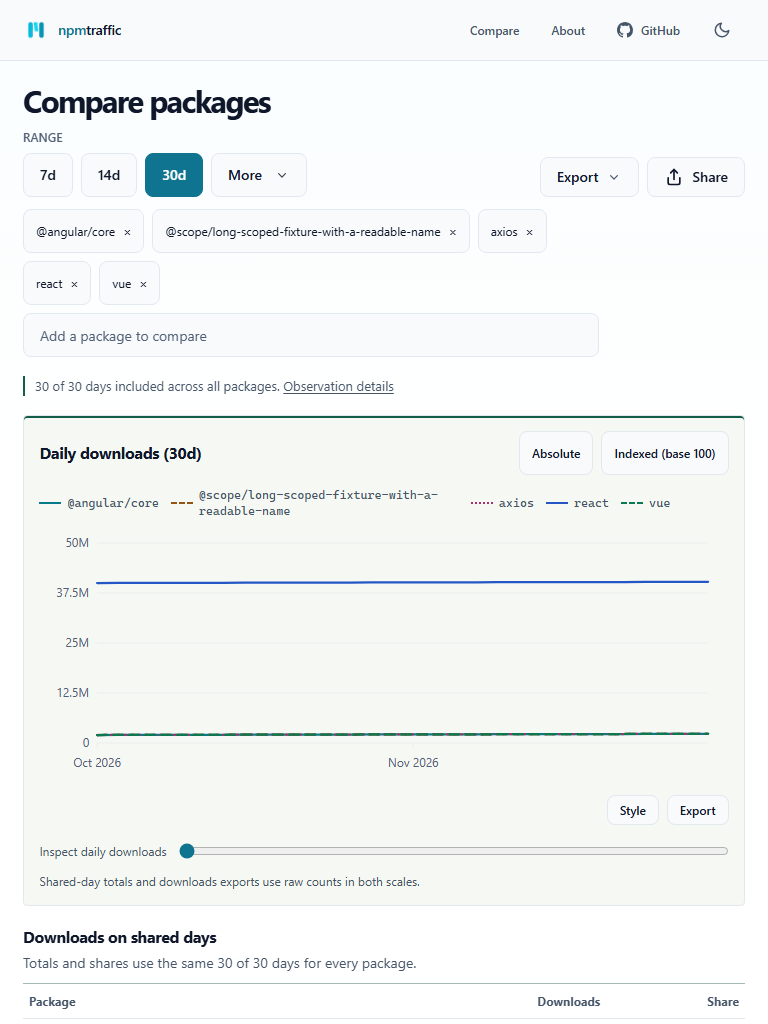 npmtraffic
Compare About GitHub
Compare packages
RANGE
7d 14d 30d More Export Share
@angular/core × @scope/long-scoped-fixture-with-a-readable-name × axios ×
react × vue ×
Add a package to compare
30 of 30 days included across all packages. Observation details
Daily downloads (30d) Absolute Indexed (base 100)
@angular/core @scope/long-scoped-fixture-with-a-
readable-name axios react vue
50M
37.5M
25M
12.5M
0
Oct 2026 Nov 2026
Style Export
Inspect daily downloads
Shared-day totals and downloads exports use raw counts in both scales.
Downloads on shared days
Totals and shares use the same 30 of 30 days for every package.
Package Downloads Share